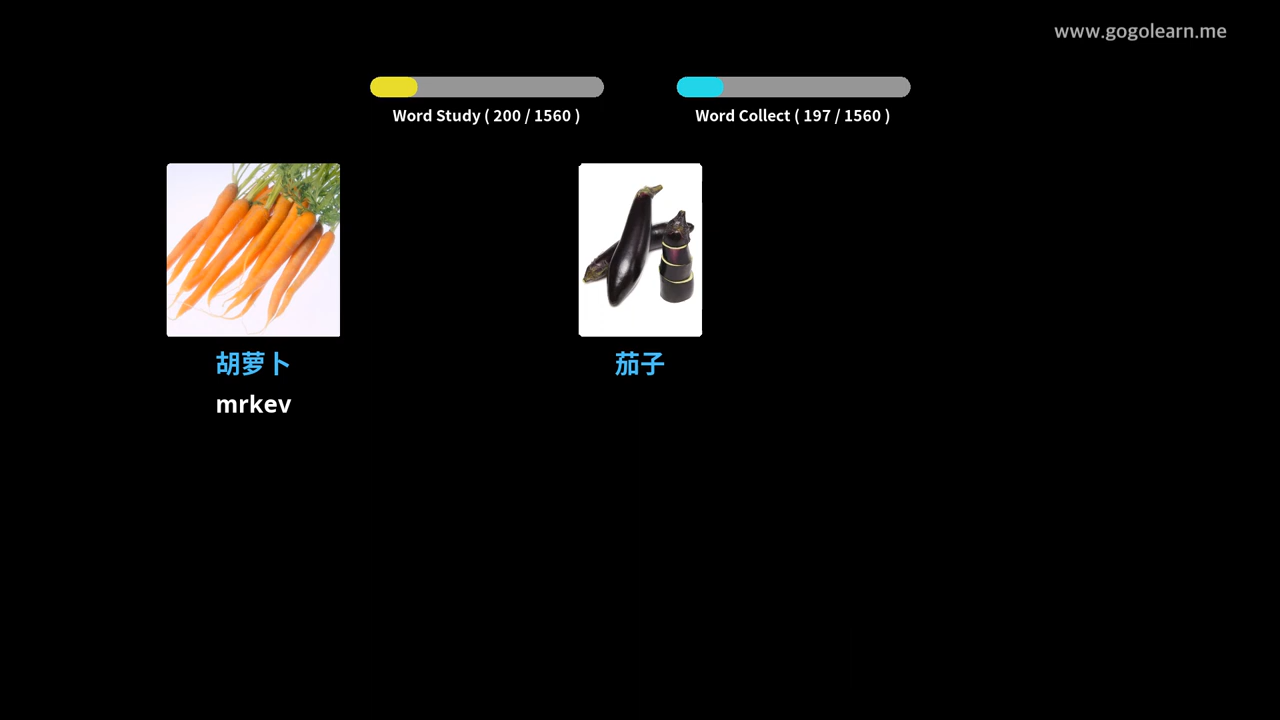 www.gogolearn.me
Word Study ( 200 / 1560 )
Word Collect ( 197 / 1560 )
胡萝卜
mrkev
茄子